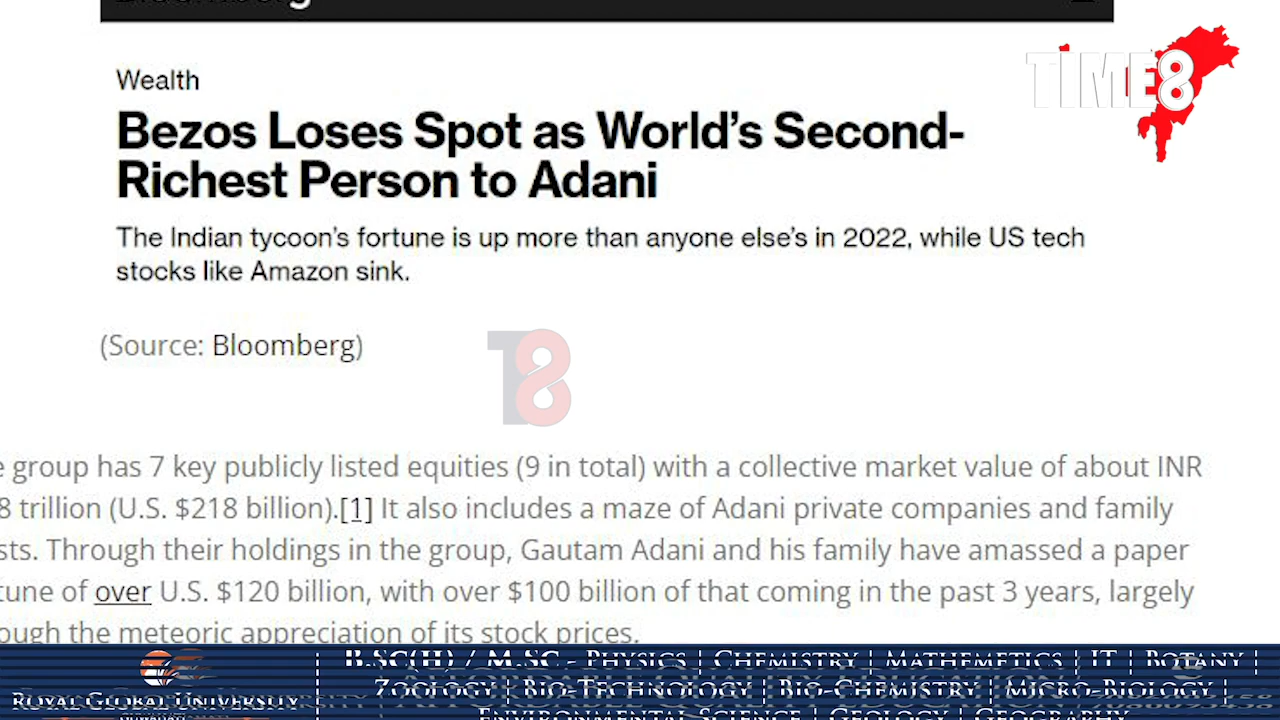 TIME8
Wealth
Bezos Loses Spot as World's Second-
Richest Person to Adani
The Indian tycoon's fortune is up more than anyone else's in 2022, while US tech
stocks like Amazon sink.
(Source: Bloomberg)
T8
group has 7 key publicly listed equities (9 in total) with a collective market value of about INR
8 trillion (U.S. $218 billion).[1] It also includes a maze of Adani private companies and family
sts. Through their holdings in the group, Gautam Adani and his family have amassed a paper
tune of over U.S. $120 billion, with over $100 billion of that coming in the past 3 years, largely
ough the meteoric appreciation of its stock prices.
B.SC(H) / M.SC - PHYSICS | CHEMISTRY | MATHEMETICS | IT | BOTANY |
ZOOLOGY | BIO-TECHNOLOGY | BIO-CHEMISTRY | MICRO-BIOLOGY |
ENVIRONMENTAL SCIENCE | GEOLOGY | GEOGRAPHY
ROYAL GLOBAL UNIVERSITY